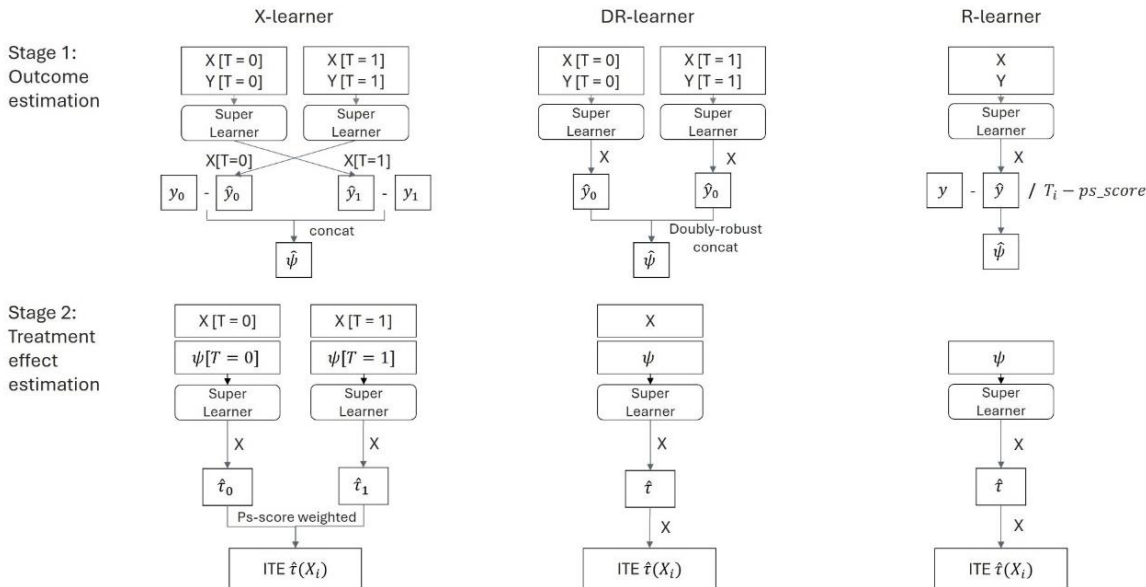 X-learner
DR-learner
R-learner
Stage 1:
Outcome
estimation
X [T = 0]
Y [T = 0]
X [T = 1]
Y [T = 1]
Super
Learner
Super
Learner
X[T=0]
X[T=1]
y₀ - ŷ₀
ŷ₁ - y₁
concat
ψ̂
X [T = 0]
Y [T = 0]
X [T = 1]
Y [T = 1]
Super
Learner
Super
Learner
X
X
ŷ₀
ŷ₀
Doubly-robust
concat
ψ̂
X
Y
Super
Learner
X
y - ŷ / Tᵢ − ps_score
ψ̂
Stage 2:
Treatment
effect
estimation
X [T = 0]
X [T = 1]
ψ[T = 0]
ψ[T = 1]
Super
Learner
Super
Learner
X
X
τ̂₀
τ̂₁
Ps-score weighted
ITE τ̂(Xᵢ)
X
ψ
Super
Learner
X
τ̂
X
ITE τ̂(Xᵢ)
ψ
Super
Learner
X
τ̂
X
ITE τ̂(Xᵢ)